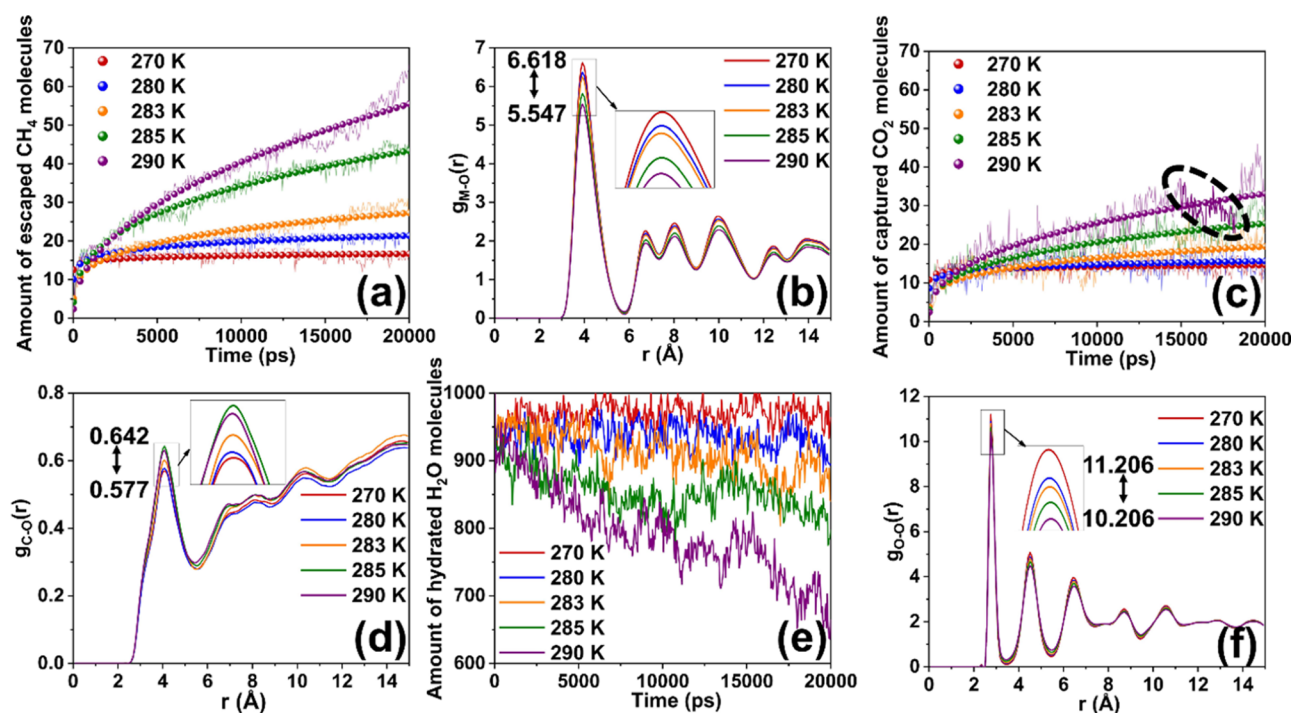 Amount of escaped CH4 molecules
70
60
50
40
30
20
10
0
270 K
280 K
283 K
285 K
290 K
(a)
0 5000 10000 15000 20000
Time (ps)
gM-O(r)
7
6
5
4
3
2
1
0
6.618
5.547
270 K
280 K
283 K
285 K
290 K
(b)
0 2 4 6 8 10 12 14
r (Å)
Amount of captured CO2 molecules
70
60
50
40
30
20
10
0
270 K
280 K
283 K
285 K
290 K
(c)
0 5000 10000 15000 20000
Time (ps)
gC-O(r)
0.8
0.6
0.4
0.2
0.0
0.642
0.577
270 K
280 K
283 K
285 K
290 K
(d)
0 2 4 6 8 10 12 14
r (Å)
Amount of hydrated H2O molecules
1000
900
800
700
600
270 K
280 K
283 K
285 K
290 K
(e)
0 5000 10000 15000 20000
Time (ps)
gO-O(r)
12
10
8
6
4
2
0
11.206
10.206
270 K
280 K
283 K
285 K
290 K
(f)
0 2 4 6 8 10 12 14
r (Å)